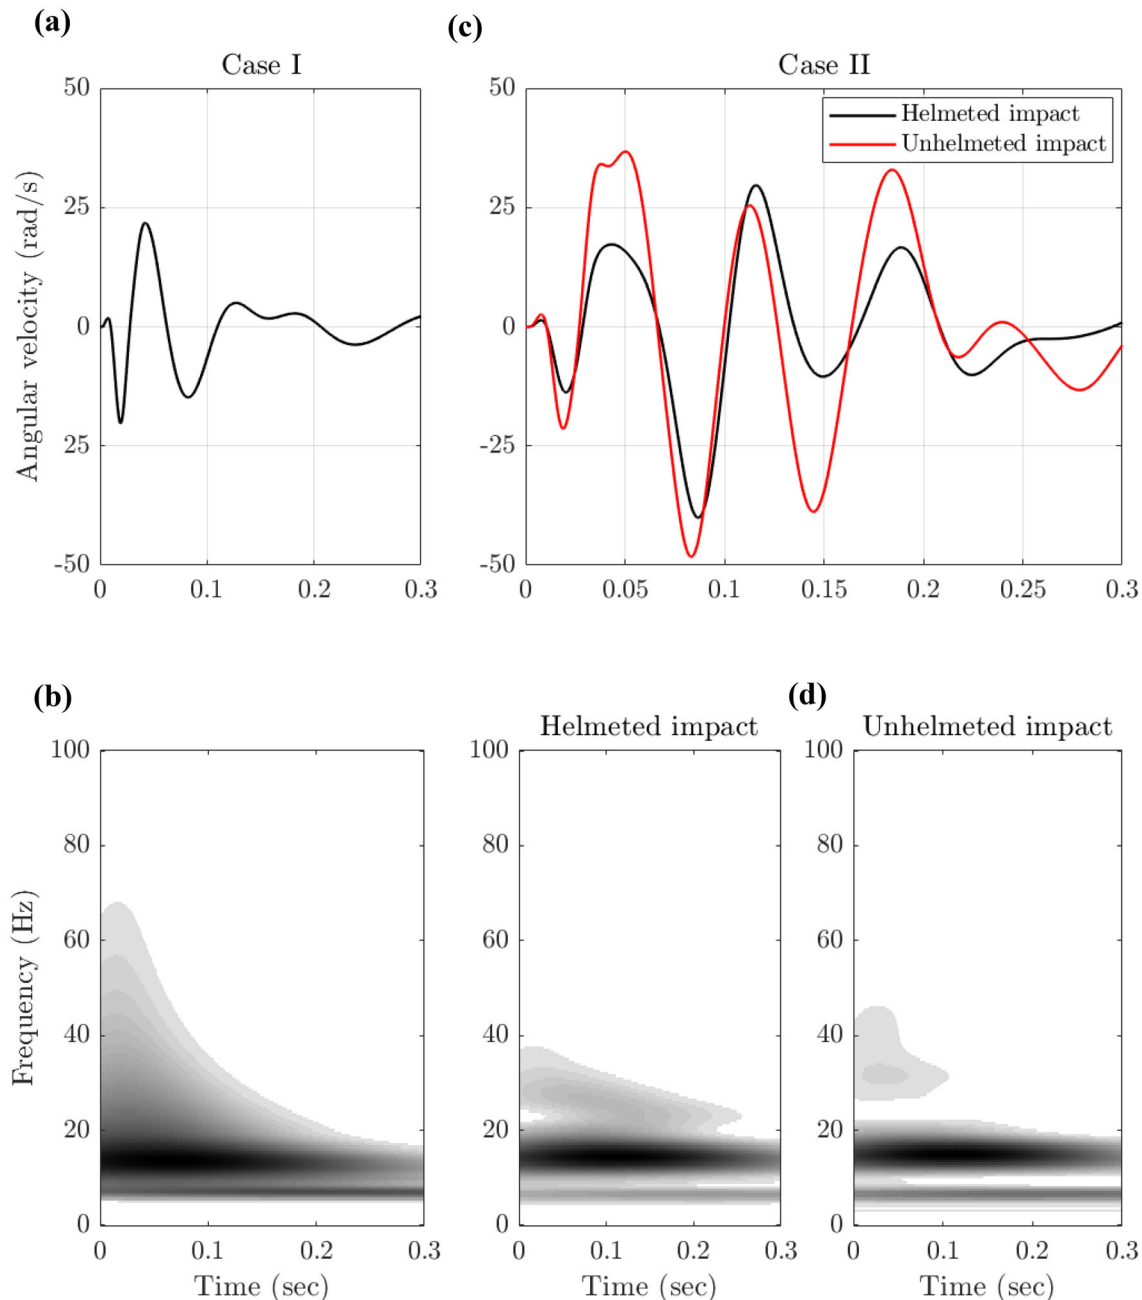 (a)
Case I
50
25
0
25
-50
Angular velocity (rad/s)
0 0.1 0.2 0.3
(c)
Case II
Helmeted impact
Unhelmeted impact
50
25
0
-25
-50
0 0.05 0.1 0.15 0.2 0.25 0.3
(b)
100
80
60
40
20
0
Frequency (Hz)
0 0.1 0.2 0.3
Time (sec)
Helmeted impact
100
80
60
40
20
0
0 0.1 0.2 0.3
Time (sec)
(d)
Unhelmeted impact
100
80
60
40
20
0
0 0.1 0.2 0.3
Time (sec)